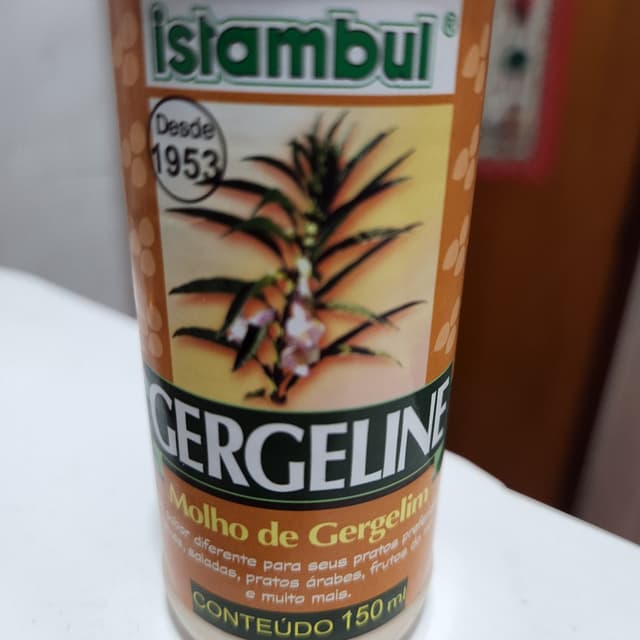 istambul®
Desde
1953
GERGELINE
Molho de Gergelim
diferente para seus pratos
saladas, pratos árabes, frutos
e muito mais.
CONTEÚDO 150 ml